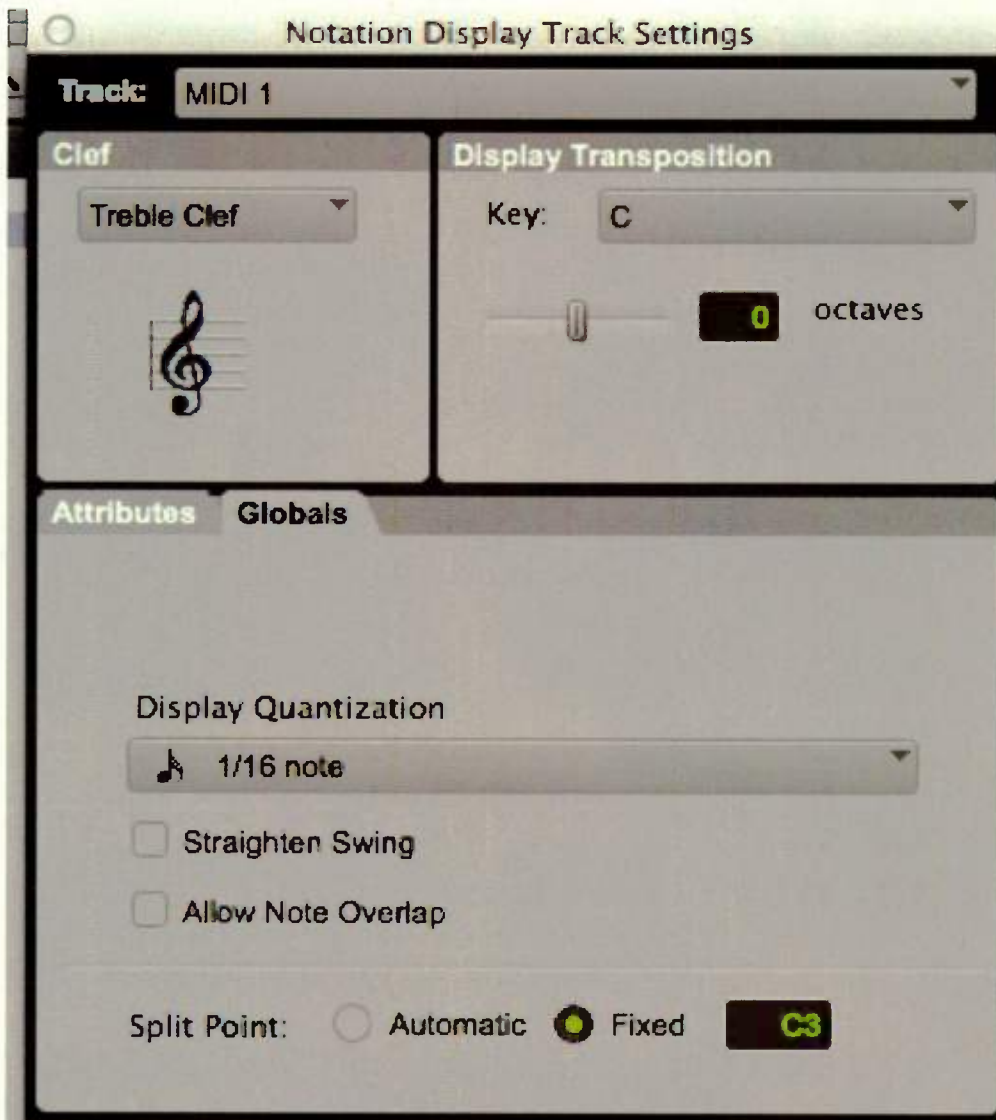 Notation Display Track Settings
Track: MIDI 1
Clef
Treble Clef
Display Transposition
Key: C
0 octaves
Attributes Globals
Display Quantization
1/16 note
Straighten Swing
Allow Note Overlap
Split Point: Automatic Fixed C3